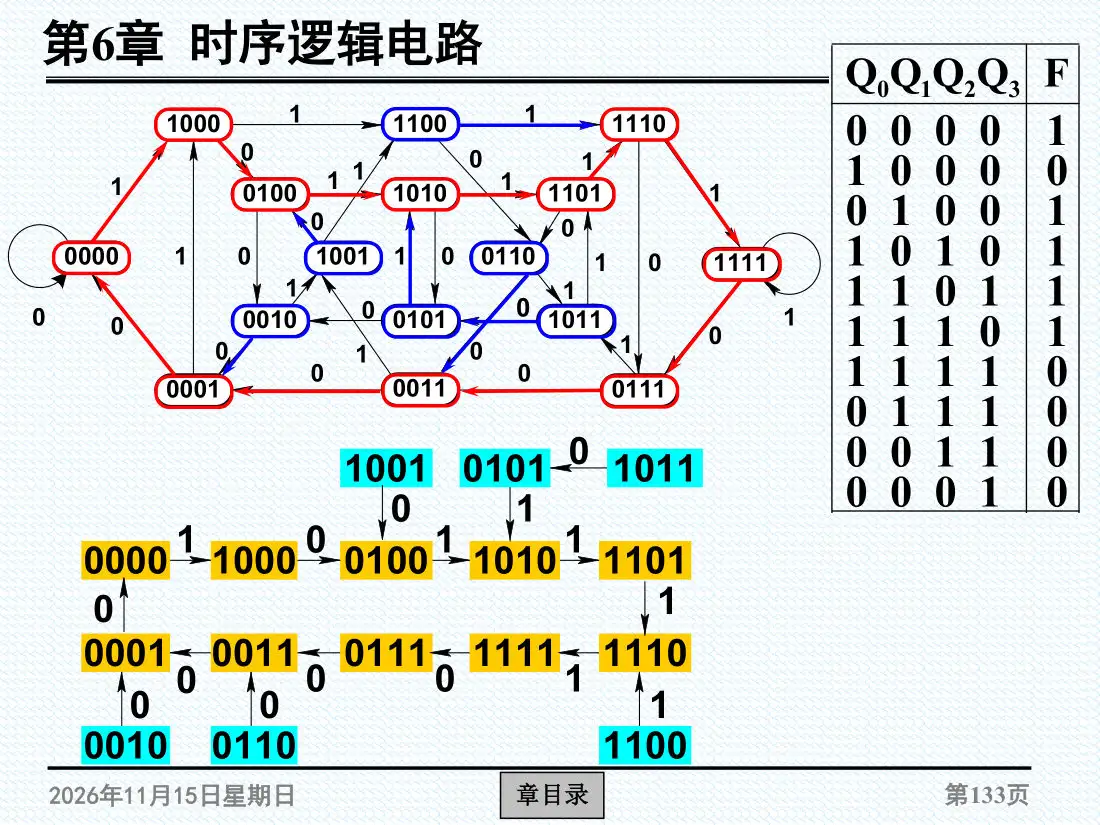 第6章 时序逻辑电路
Q0Q1Q2Q3 F
0 0 0 0 1
1 0 0 0 0
0 1 0 0 1
1 0 1 0 1
1 1 0 1 1
1 1 1 0 1
1 1 1 1 0
0 1 1 1 0
0 0 1 1 0
0 0 0 1 0
1000 1 1100 1 1110
0 0
0100 1 1 1010 1 1101 1
1 0 0 1
0000 1 0 1001 1 0 0110 1 0 1111
0 1 1 1
0010 0 0101 0 1011
0 0 1 0 1 0
0001 0 0011 0 0111
1001 0101 0 1011
0 1
0000 1 1000 0 0100 1 1010 1 1101
0 1
0001 0 0011 0 0111 0 1111 1 1110
0 0 1
0010 0110 1100
2026年11月15日星期日
章目录
第133页